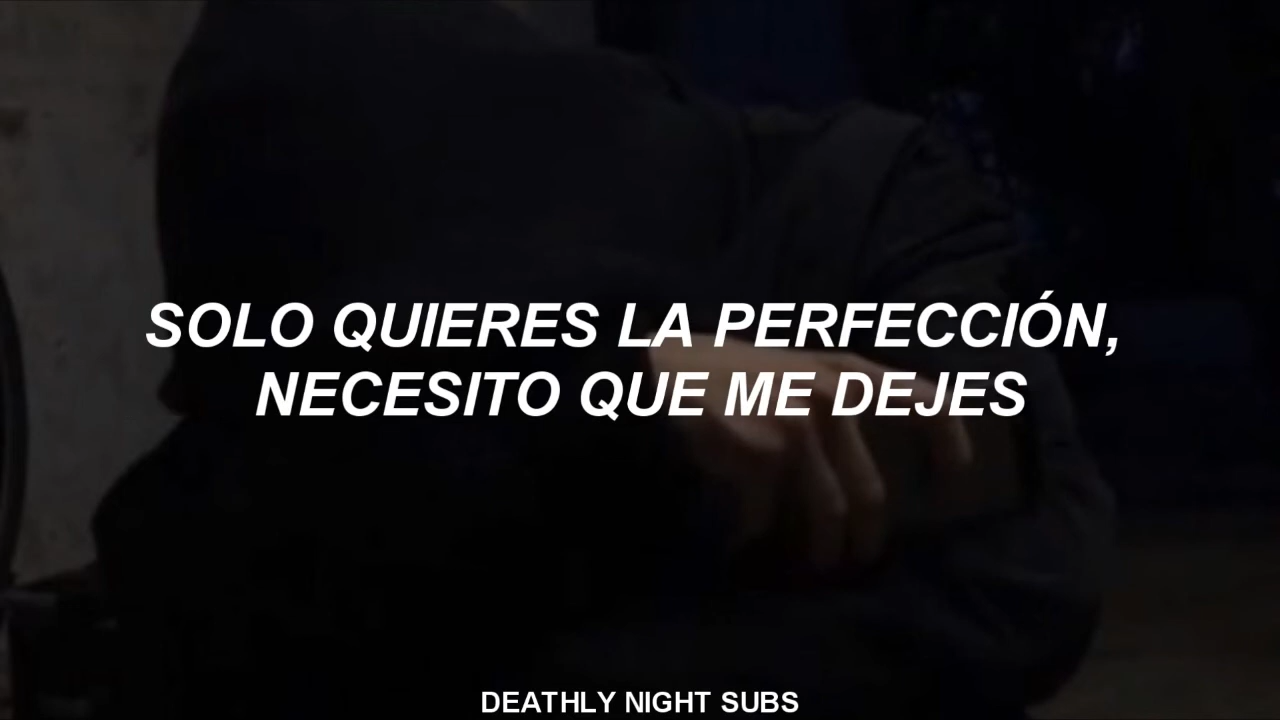 SOLO QUIERES LA PERFECCIÓN,
NECESITO QUE ME DEJES
DEATHLY NIGHT SUBS